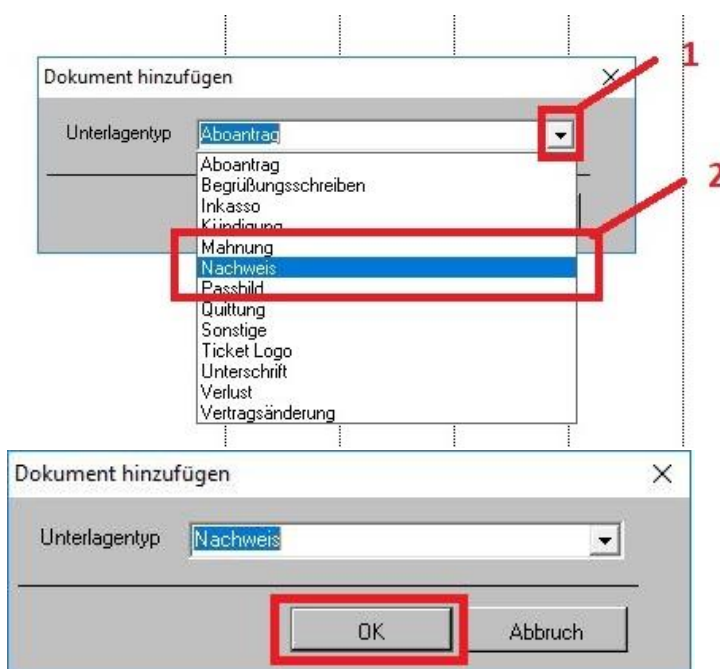 Dokument hinzufügen
1
Unterlagentyp Aboantrag
Aboantrag
Begrüßungsschreiben
2
Inkasso
Kündigung
Mahnung
Nachweis
Passbild
Quittung
Sonstige
Ticket Logo
Unterschrift
Verlust
Vertragsänderung
Dokument hinzufügen
Unterlagentyp Nachweis
OK Abbruch